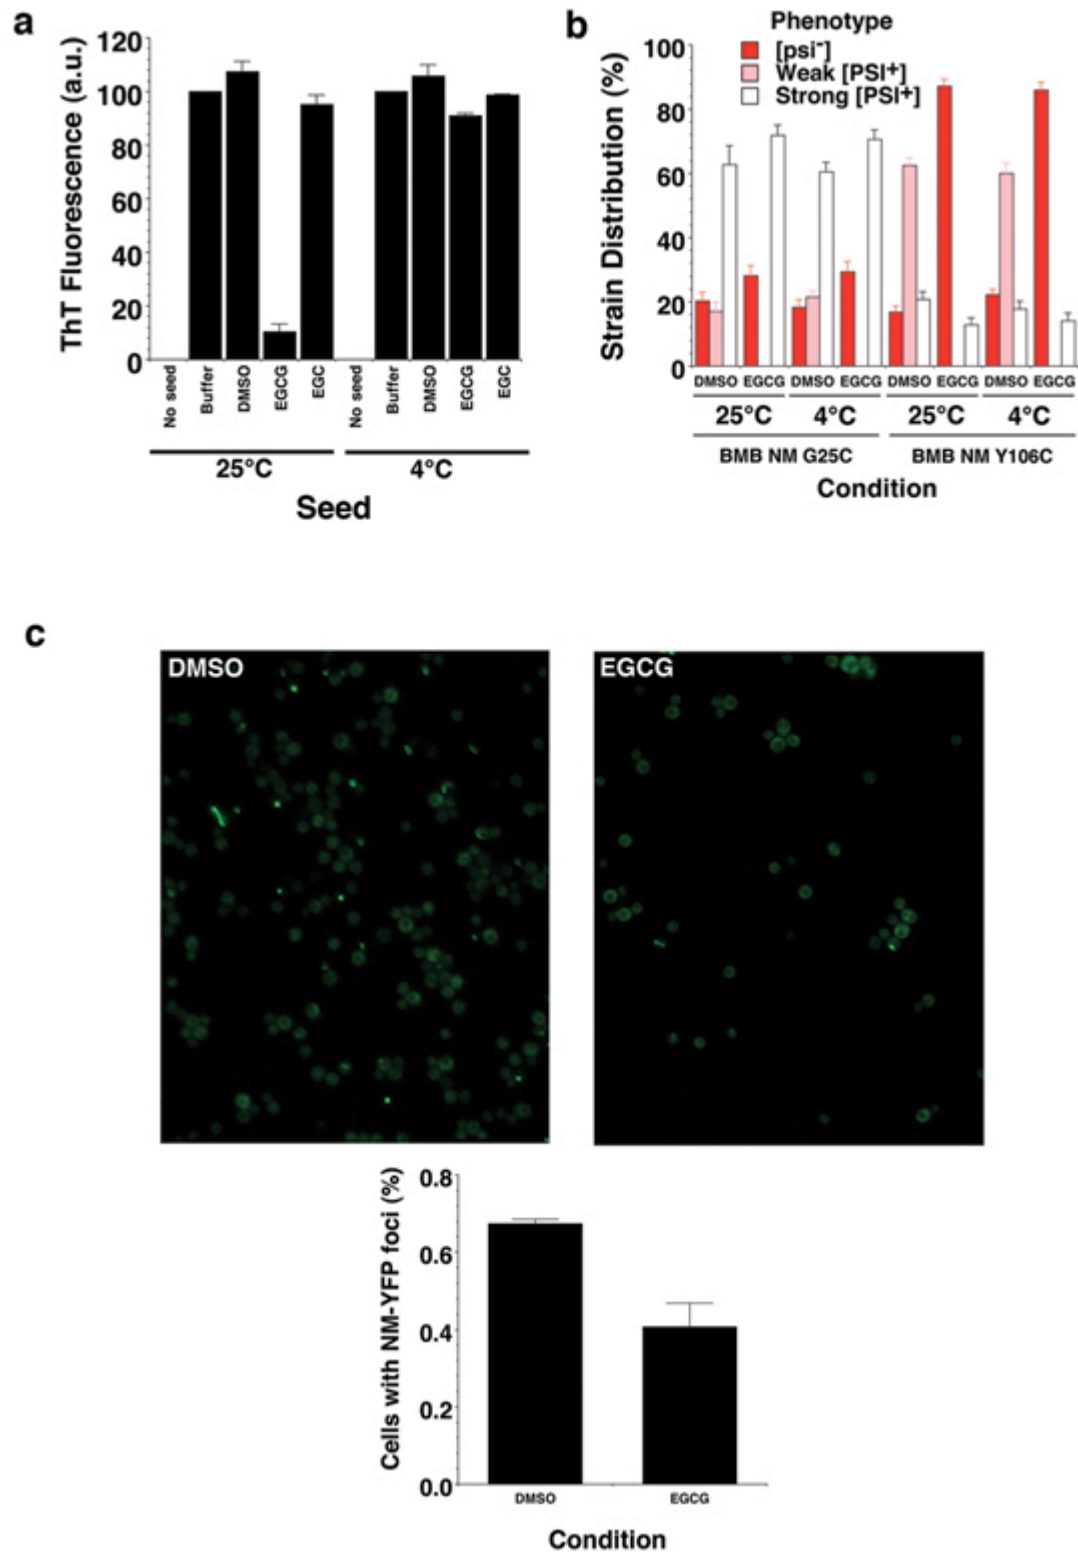 a
ThT Fluorescence (a.u.)
120
100
80
60
40
20
0
No seed
Buffer
DMSO
EGCG
EGC
No seed
Buffer
DMSO
EGCG
EGC
25°C
4°C
Seed
b
Phenotype
[psi-]
Weak [PSI+]
Strong [PSI+]
Strain Distribution (%)
100
80
60
40
20
0
DMSO EGCG DMSO EGCG DMSO EGCG DMSO EGCG
25°C 4°C 25°C 4°C
BMB NM G25C BMB NM Y106C
Condition
c
DMSO
EGCG
Cells with NM-YFP foci (%)
0.8
0.6
0.4
0.2
0.0
DMSO EGCG
Condition